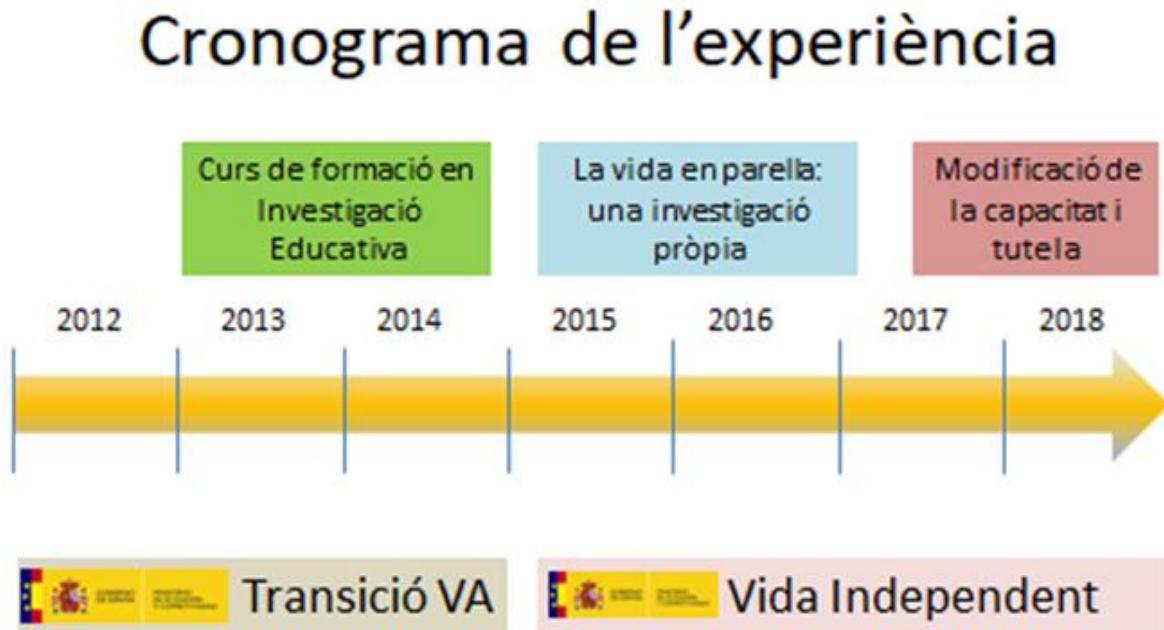 Cronograma de l’experiència
Curs de formació en
Investigació
Educativa
La vida en parella:
una investigació
pròpia
Modificació de
la capacitat i
tutela
2012 2013 2014 2015 2016 2017 2018
Transició VA
Vida Independent